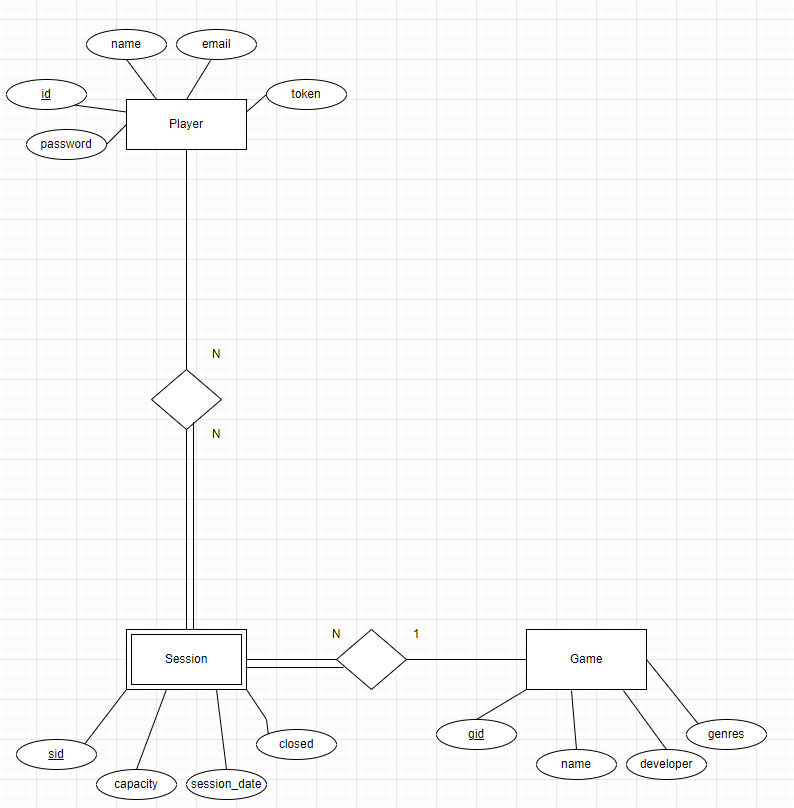 name
email
id
token
Player
password
N
N
N
1
Session
Game
sid
closed
gid
genres
capacity
session_date
name
developer